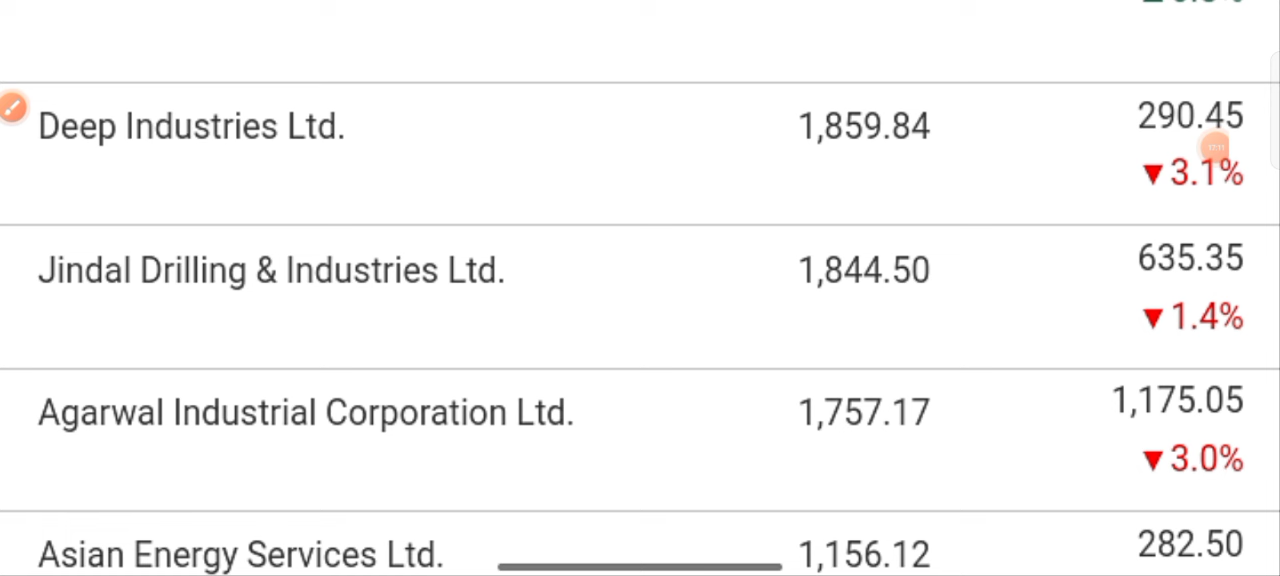 Deep Industries Ltd. 1,859.84 290.45
▼3.1%
Jindal Drilling & Industries Ltd. 1,844.50 635.35
▼1.4%
Agarwal Industrial Corporation Ltd. 1,757.17 1,175.05
▼3.0%
Asian Energy Services Ltd. 1,156.12 282.50